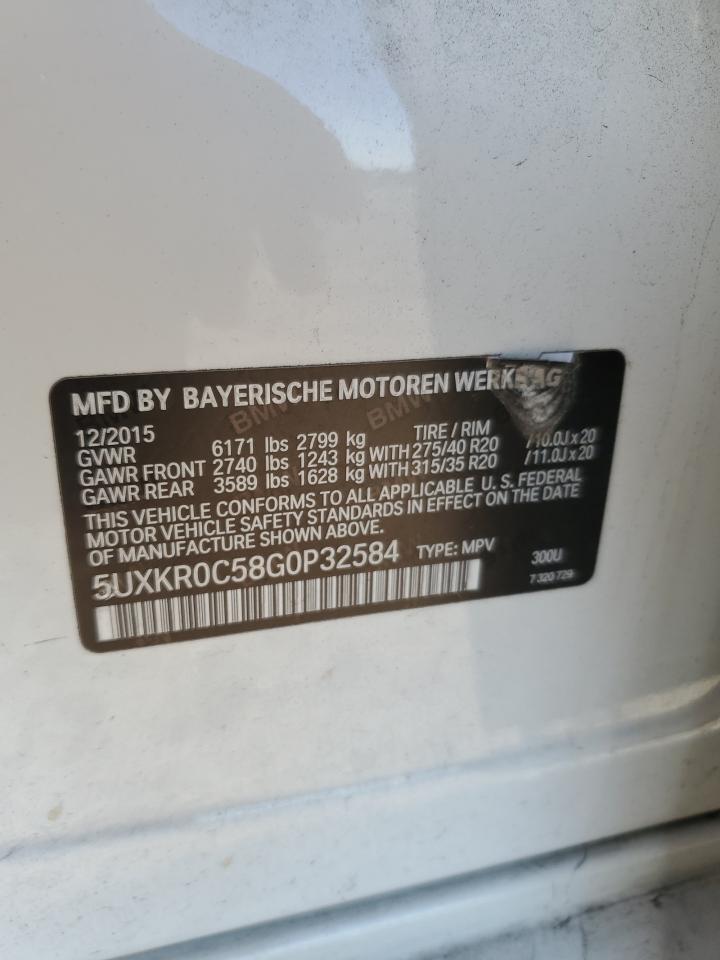 MFD BY BAYERISCHE MOTOREN WERKE AG
12/2015 TIRE / RIM
GVWR 6171 lbs 2799 kg
GAWR FRONT 2740 lbs 1243 kg WITH 275/40 R20 /10.0J x 20
GAWR REAR 3589 lbs 1628 kg WITH 315/35 R20 /11.0J x 20
THIS VEHICLE CONFORMS TO ALL APPLICABLE U.S. FEDERAL
MOTOR VEHICLE SAFETY STANDARDS IN EFFECT ON THE DATE
OF MANUFACTURE SHOWN ABOVE.
5UXKR0C58G0P32584 TYPE: MPV 300U
7 320 729